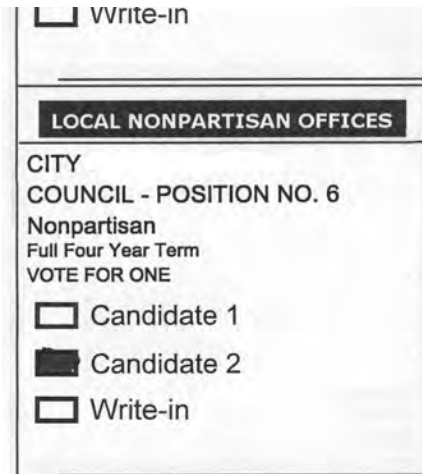 Write-in
LOCAL NONPARTISAN OFFICES
CITY
COUNCIL - POSITION NO. 6
Nonpartisan
Full Four Year Term
VOTE FOR ONE
Candidate 1
Candidate 2
Write-in